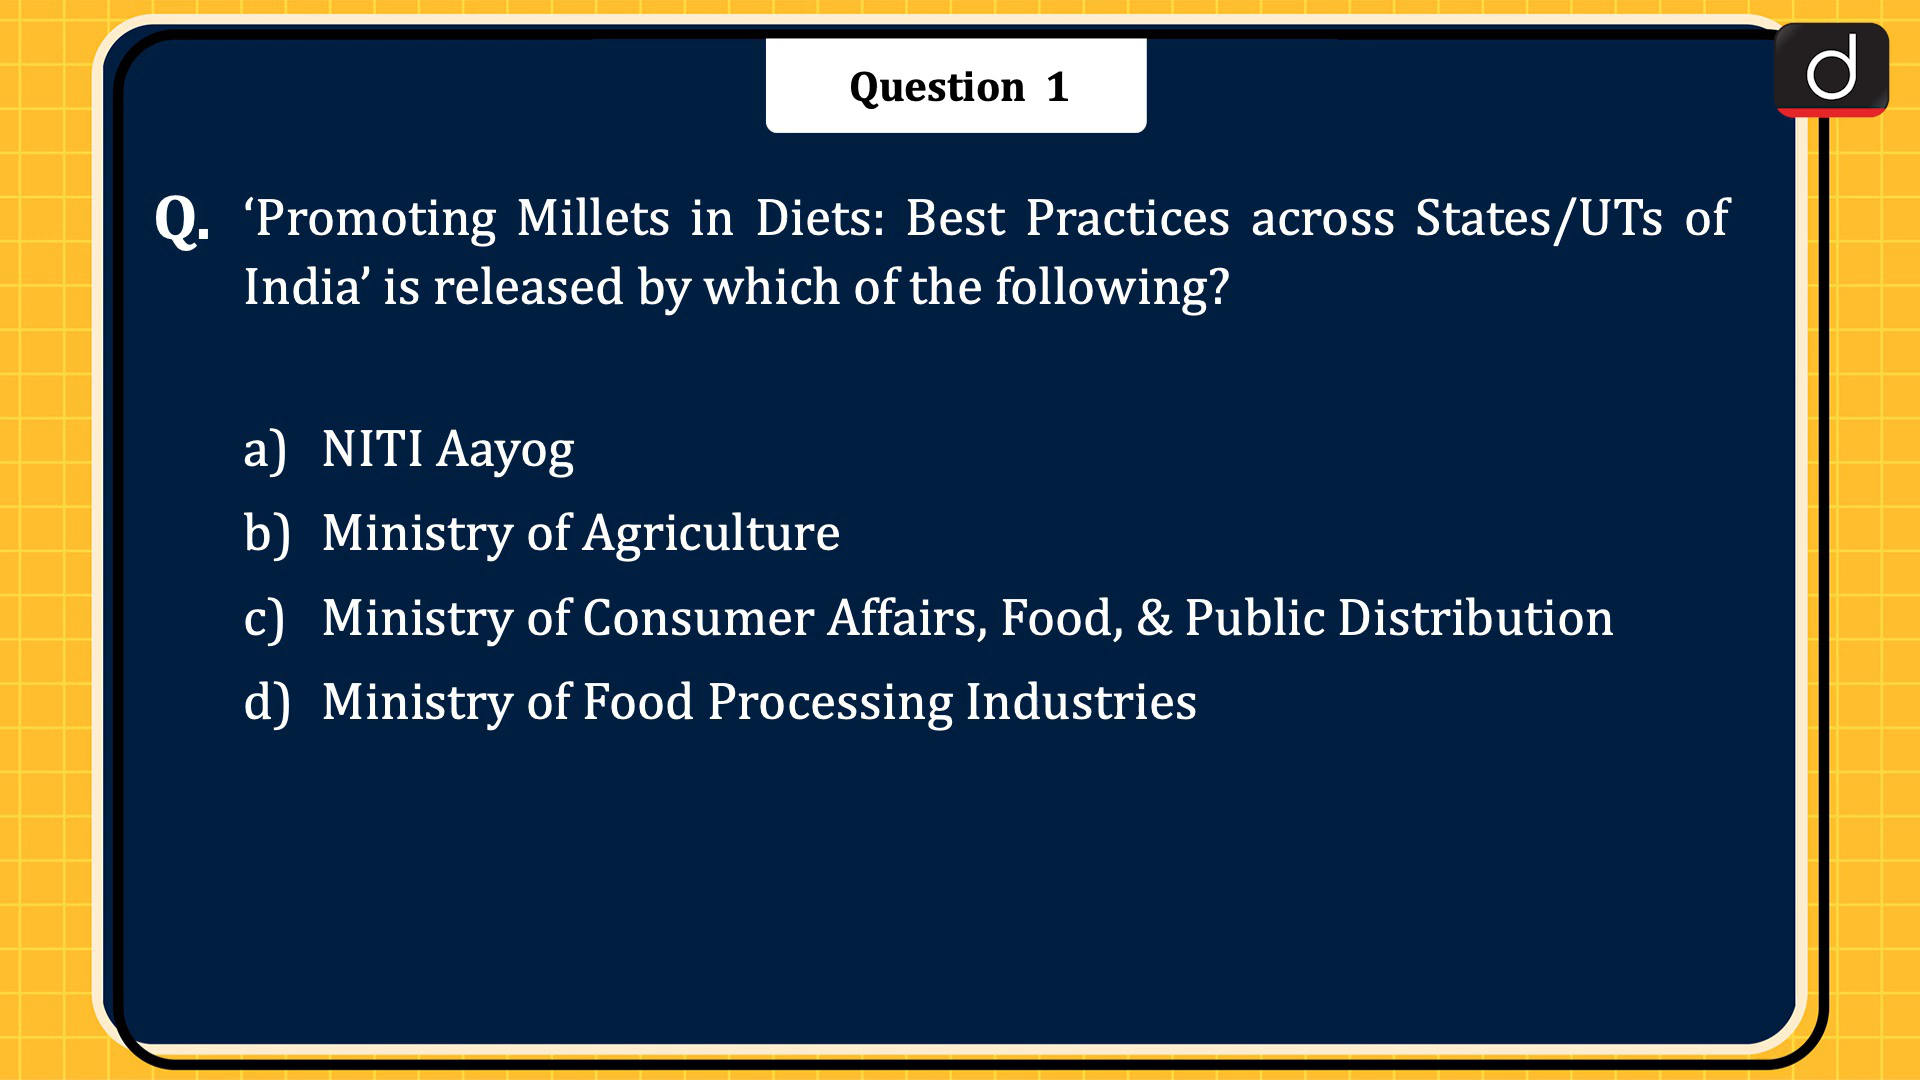 Question 1
Q. ‘Promoting Millets in Diets: Best Practices across States/UTs of
India’ is released by which of the following?
a) NITI Aayog
b) Ministry of Agriculture
c) Ministry of Consumer Affairs, Food, & Public Distribution
d) Ministry of Food Processing Industries
d